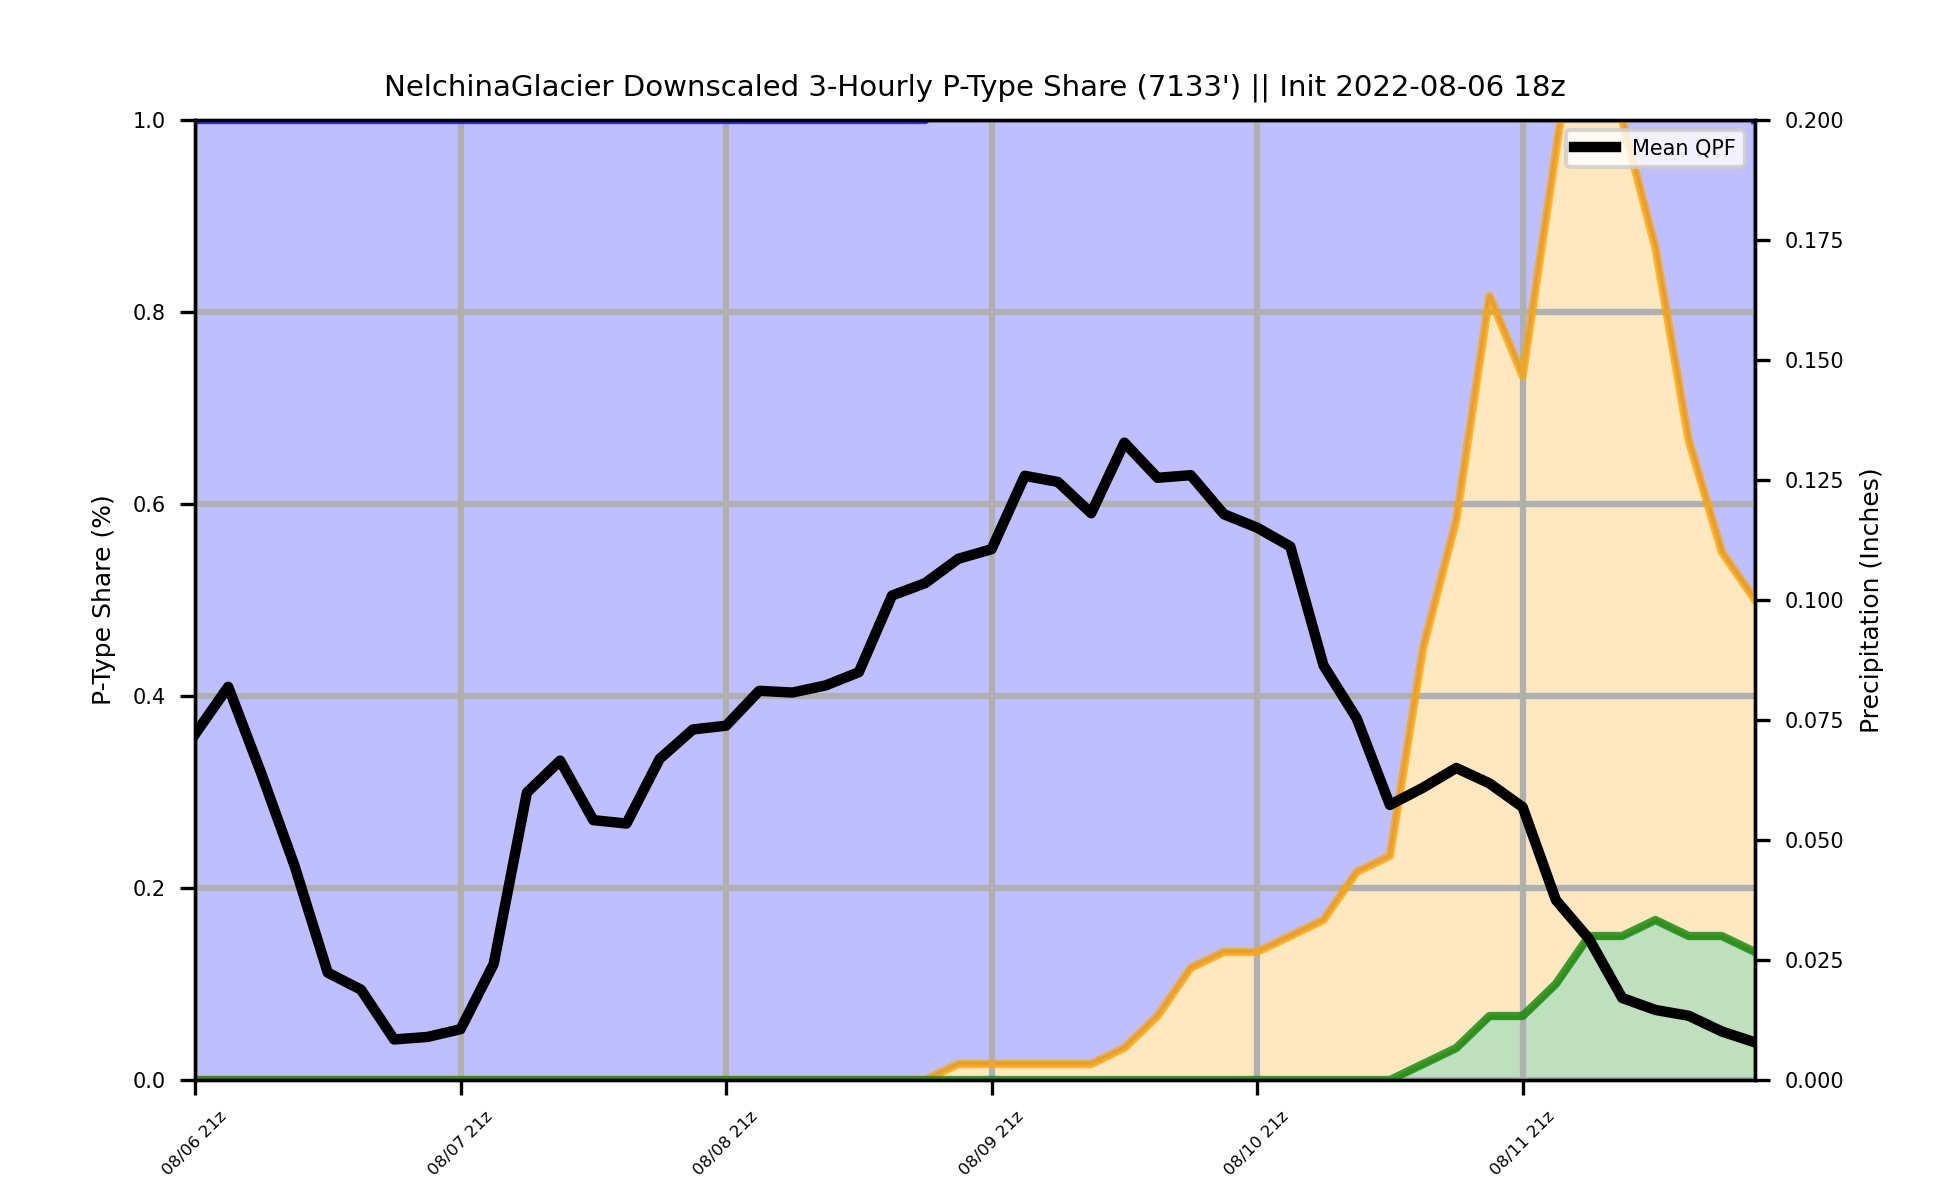 NelchinaGlacier Downscaled 3-Hourly P-Type Share (7133') || Init 2022-08-06 18z
Mean QPF
P-Type Share (%)
1.0
0.8
0.6
0.4
0.2
0.0
0.200
0.175
0.150
0.125
0.100
0.075
0.050
0.025
0.000
Precipitation (Inches)
08/06 21z
08/07 21z
08/08 21z
08/09 21z
08/10 21z
08/11 21z